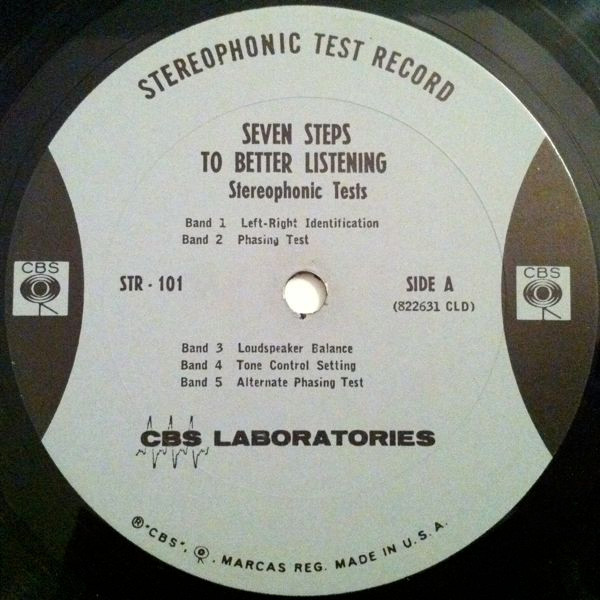 STEREOPHONIC TEST RECORD
SEVEN STEPS
TO BETTER LISTENING
Stereophonic Tests
Band 1 Left-Right Identification
Band 2 Phasing Test
CBS
STR - 101
SIDE A
CBS
(822631 CLD)
Band 3 Loudspeaker Balance
Band 4 Tone Control Setting
Band 5 Alternate Phasing Test
CBS LABORATORIES
® "CBS", . MARCAS REG. MADE IN U.S.A.